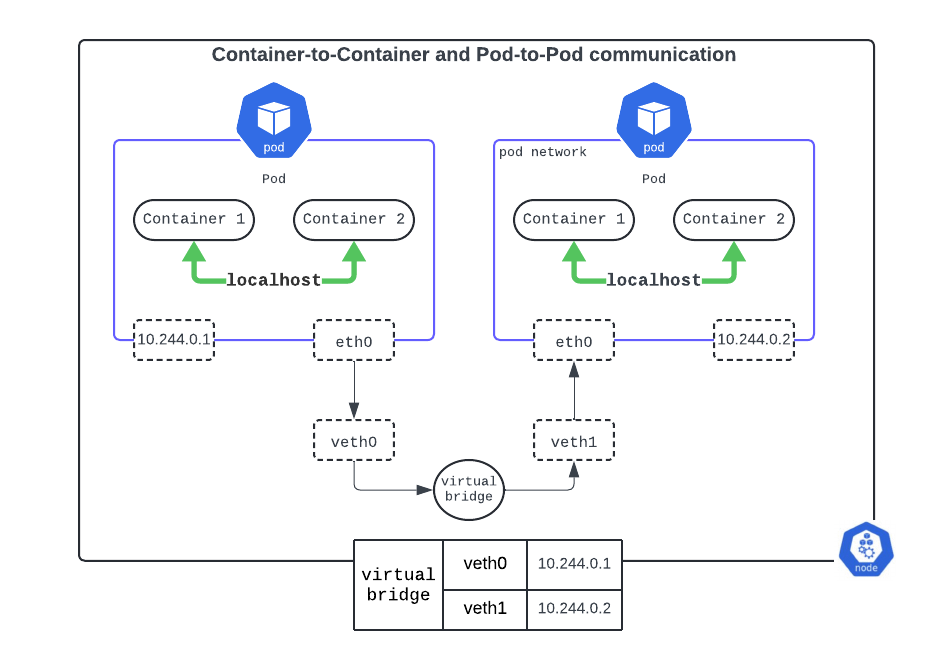 Container-to-Container and Pod-to-Pod communication
pod
pod
pod network
Pod
Pod
Container 1
Container 2
Container 1
Container 2
localhost
localhost
10.244.0.1
eth0
eth0
10.244.0.2
veth0
veth1
virtual
bridge
node
virtual
bridge
veth0
10.244.0.1
veth1
10.244.0.2